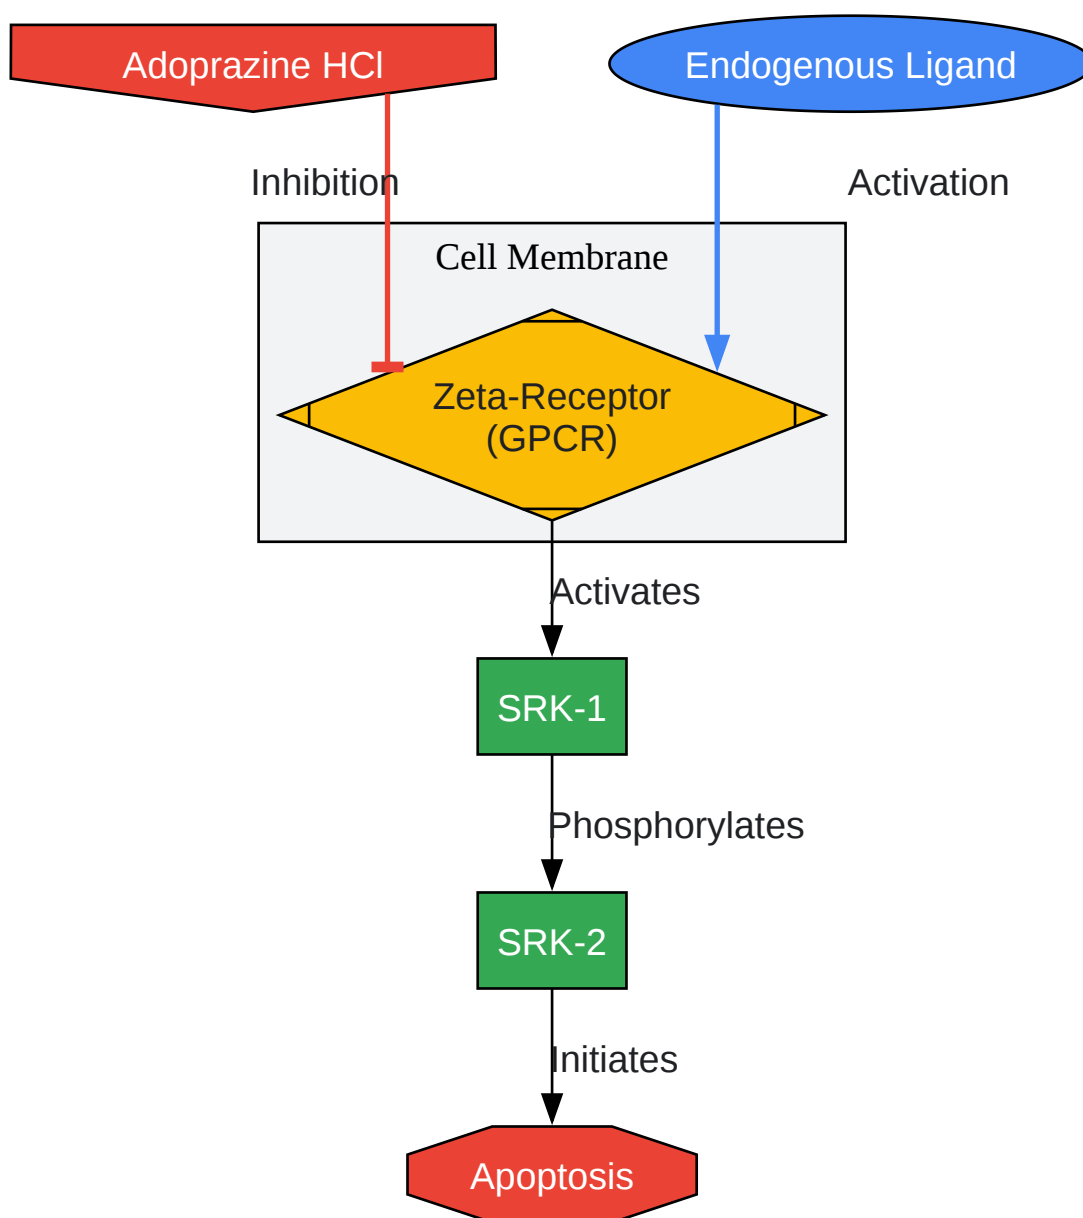 Adoprazine HCl
Endogenous Ligand
Inhibition
Activation
Cell Membrane
Zeta-Receptor
(GPCR)
Activates
SRK-1
Phosphorylates
SRK-2
Initiates
Apoptosis